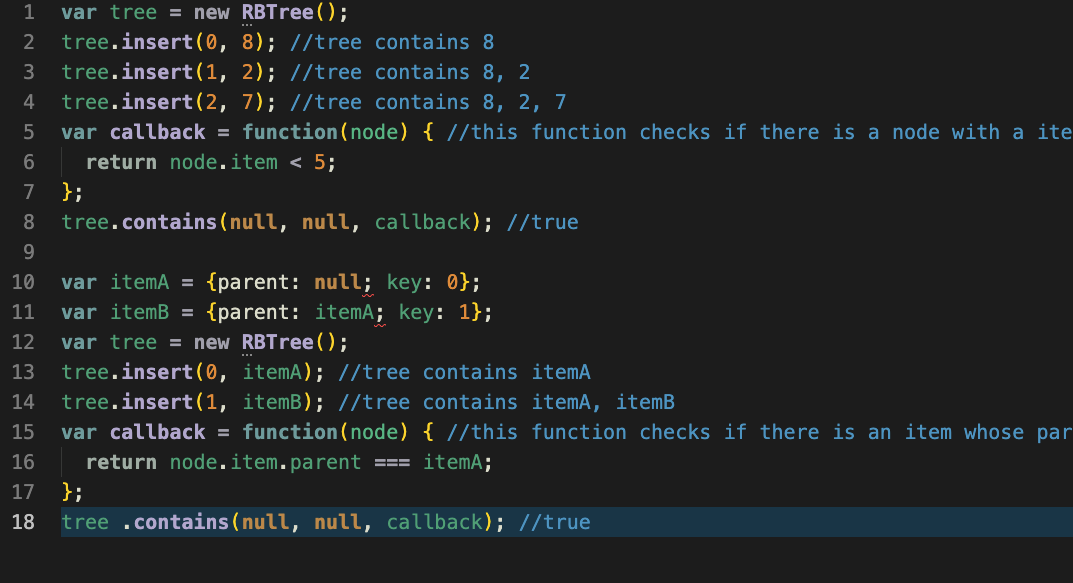 1 var tree = new RBTree();
2 tree.insert(0, 8); //tree contains 8
3 tree.insert(1, 2); //tree contains 8, 2
4 tree.insert(2, 7); //tree contains 8, 2, 7
5 var callback = function(node) { //this function checks if there is a node with a ite
6   return node.item < 5;
7 };
8 tree.contains(null, null, callback); //true
9
10 var itemA = {parent: null; key: 0};
11 var itemB = {parent: itemA; key: 1};
12 var tree = new RBTree();
13 tree.insert(0, itemA); //tree contains itemA
14 tree.insert(1, itemB); //tree contains itemA, itemB
15 var callback = function(node) { //this function checks if there is an item whose par
16   return node.item.parent === itemA;
17 };
18 tree .contains(null, null, callback); //true